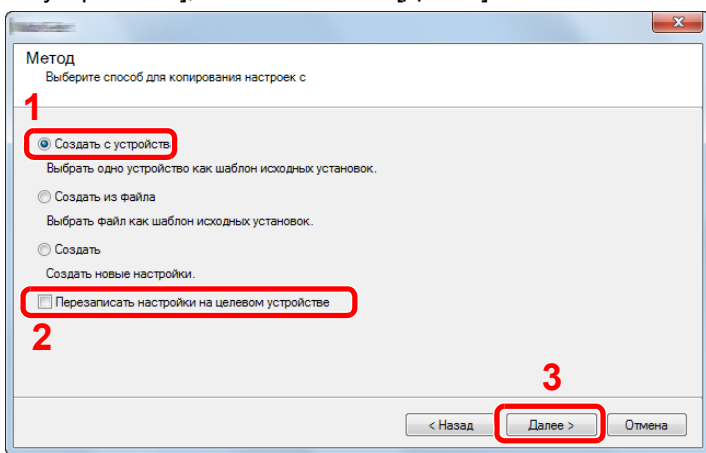 Метод
Выберите способ для копирования настроек с
1
Создать с устройств
Выбрать одно устройство как шаблон исходных установок.
Создать из файла
Выбрать файл как шаблон исходных установок.
Создать
Создать новые настройки.
Перезаписать настройки на целевом устройстве
2
3
< Назад Далее > Отмена